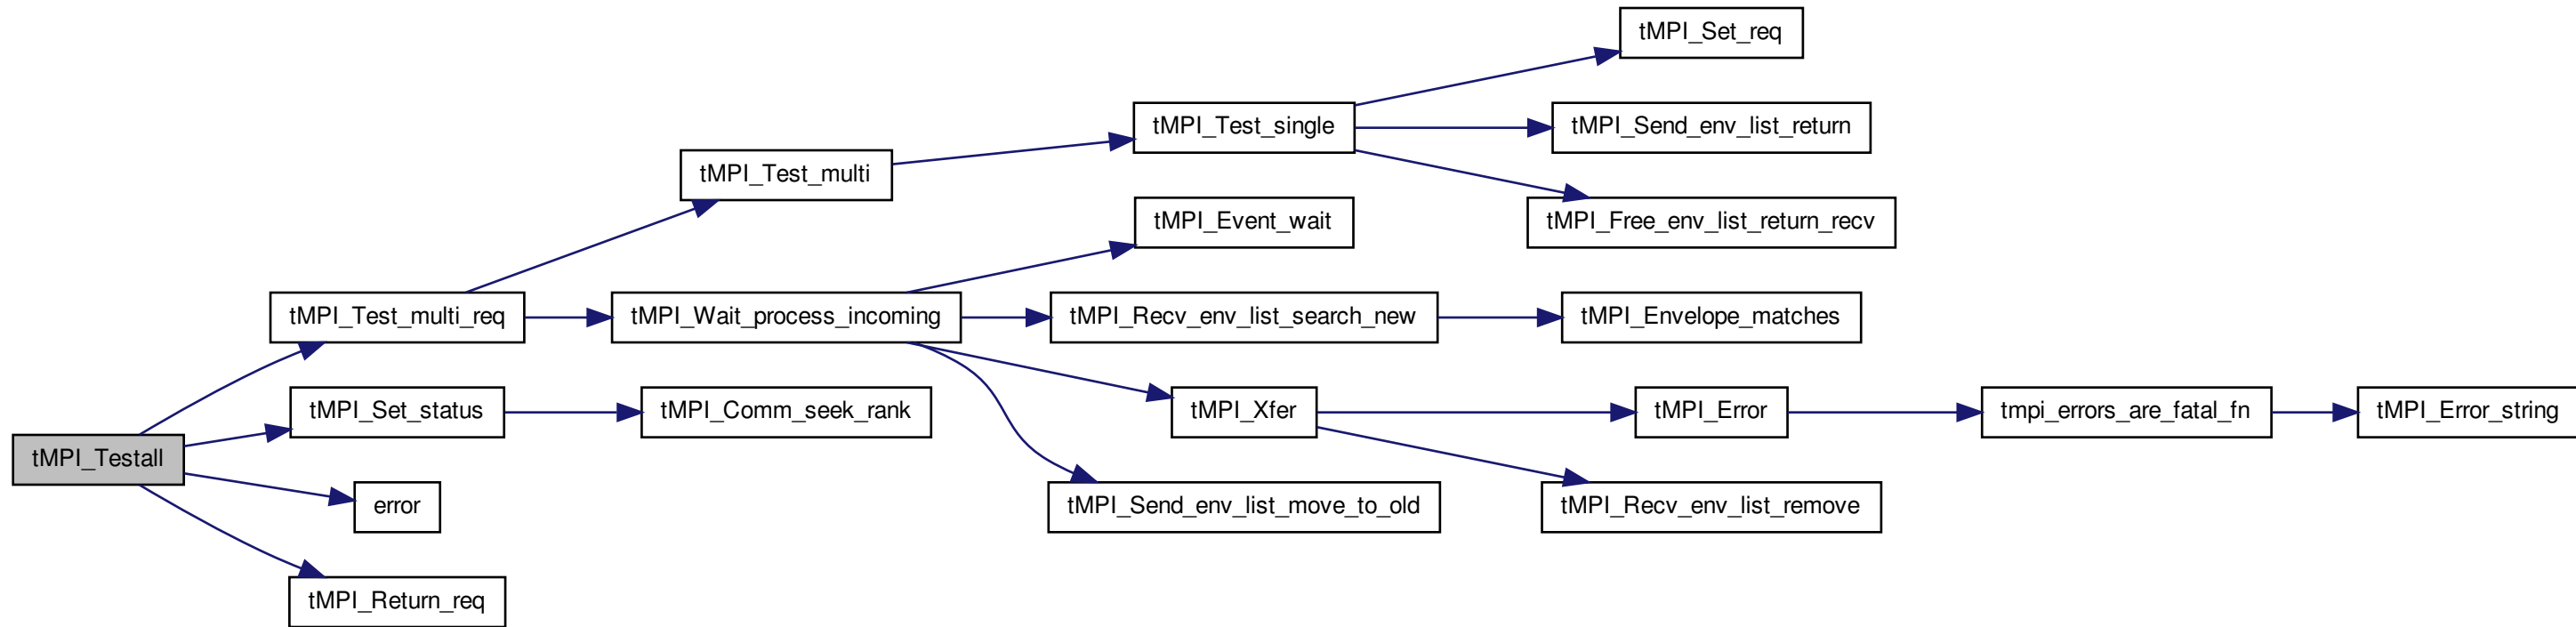 tMPI_Set_req
tMPI_Test_single
tMPI_Send_env_list_return
tMPI_Test_multi
tMPI_Free_env_list_return_recv
tMPI_Event_wait
tMPI_Test_multi_req
tMPI_Wait_process_incoming
tMPI_Recv_env_list_search_new
tMPI_Envelope_matches
tMPI_Set_status
tMPI_Comm_seek_rank
tMPI_Xfer
tMPI_Error
tmpi_errors_are_fatal_fn
tMPI_Error_string
tMPI_Testall
error
tMPI_Send_env_list_move_to_old
tMPI_Recv_env_list_remove
tMPI_Return_req